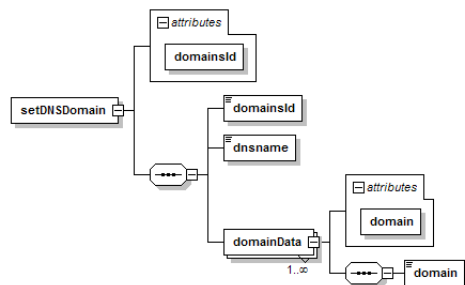 attributes
domainsId
setDNSDomain
domainsId
dnsname
attributes
domainData
domain
1..∞
domain